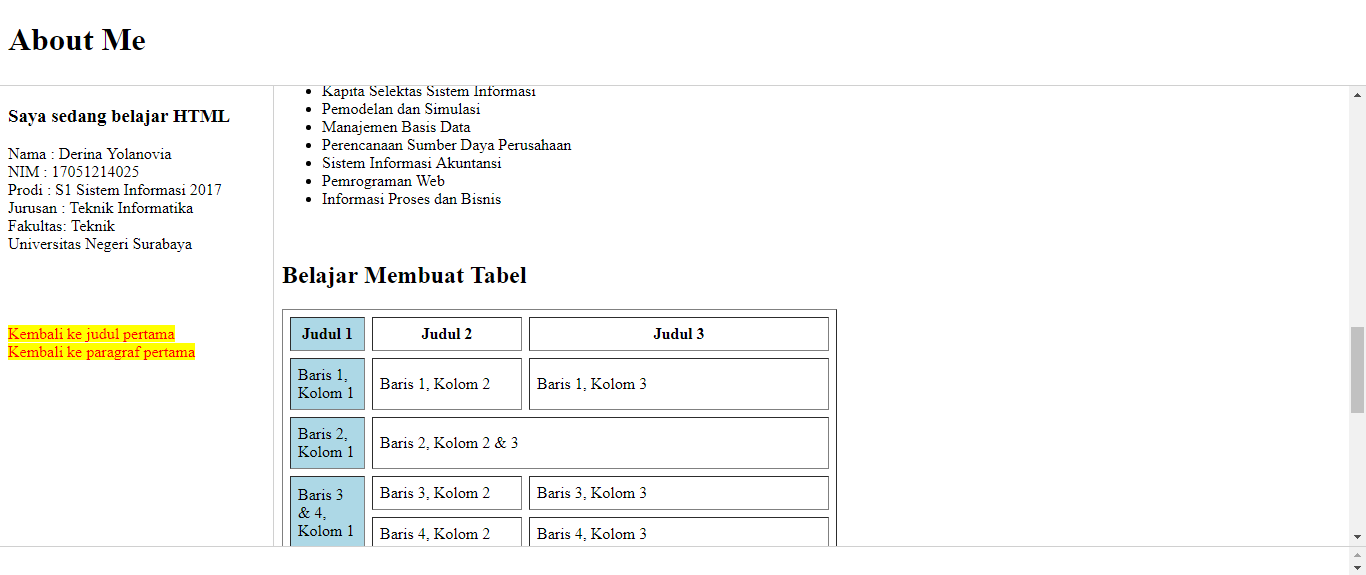 About Me
Saya sedang belajar HTML
Nama : Derina Yolanovia
NIM : 17051214025
Prodi : S1 Sistem Informasi 2017
Jurusan : Teknik Informatika
Fakultas: Teknik
Universitas Negeri Surabaya
Kembali ke judul pertama
Kembali ke paragraf pertama
Kapita Selektas Sistem Informasi
Pemodelan dan Simulasi
Manajemen Basis Data
Perencanaan Sumber Daya Perusahaan
Sistem Informasi Akuntansi
Pemrograman Web
Informasi Proses dan Bisnis
Belajar Membuat Tabel
Judul 1 Judul 2 Judul 3
Baris 1,
Kolom 1
Baris 1, Kolom 2
Baris 1, Kolom 3
Baris 2,
Kolom 1
Baris 2, Kolom 2 & 3
Baris 3
& 4,
Kolom 1
Baris 3, Kolom 2
Baris 3, Kolom 3
Baris 4, Kolom 2
Baris 4, Kolom 3